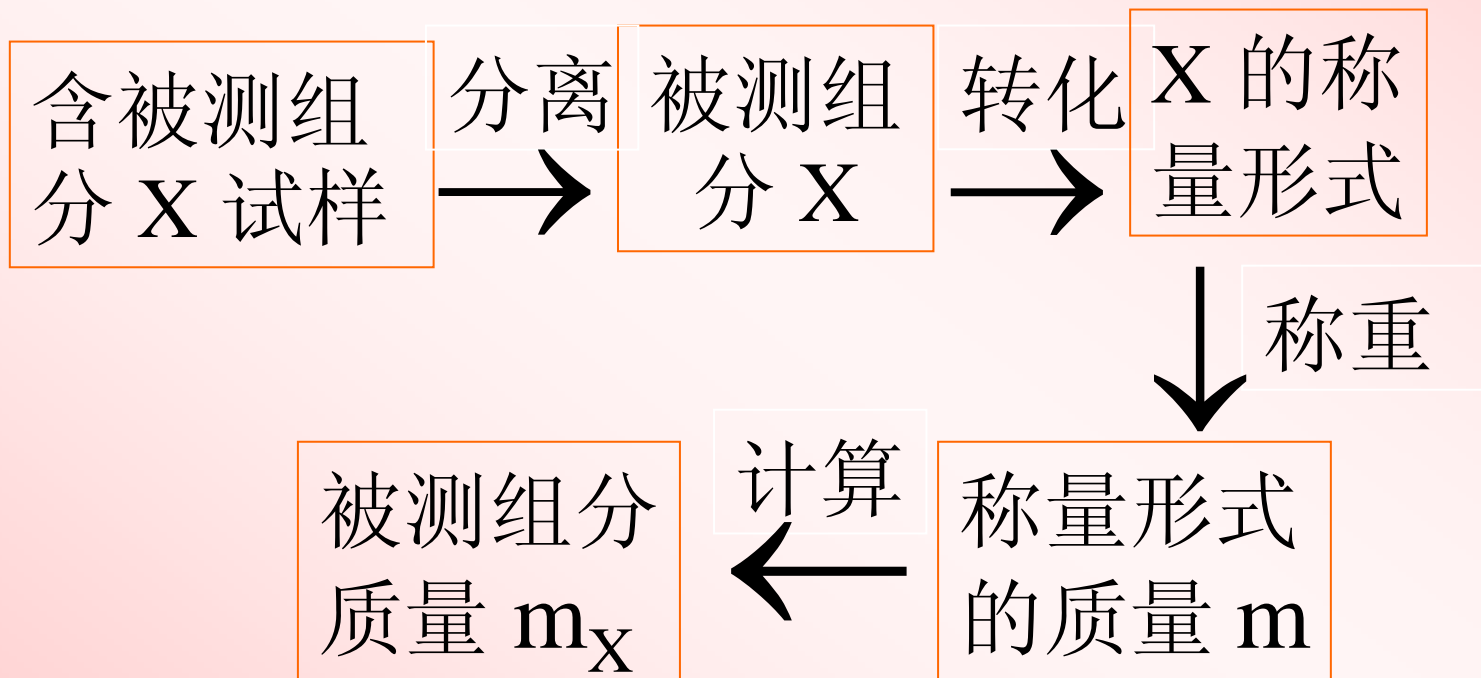 含被测组
分 X 试样
分离
被测组
分 X
转化
X 的称
量形式
称重
称量形式
的质量 m
计算
被测组分
质量 mX